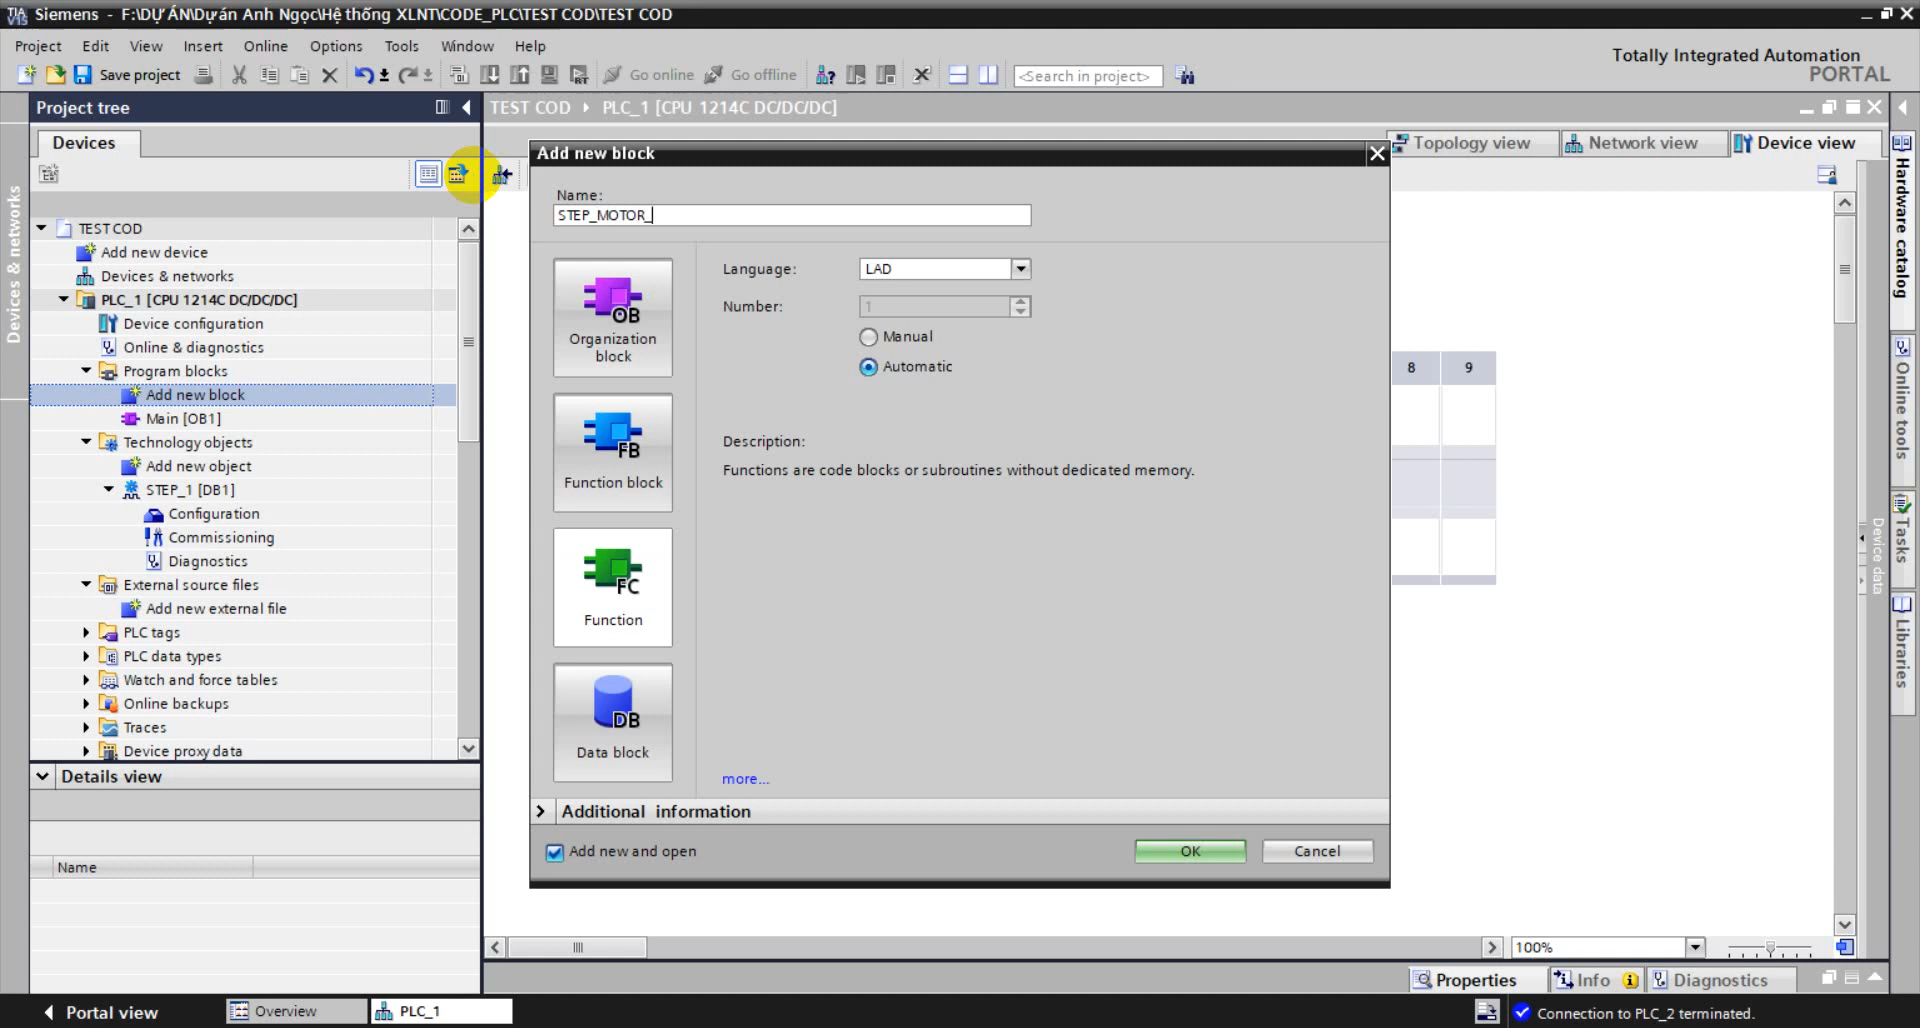 TIA V15 Siemens - F:\DỰ ÁN\Dự án Anh Ngọc\Hệ thống XLNT\CODE_PLC\TEST COD\TEST COD
Project Edit View Insert Online Options Tools Window Help
Totally Integrated Automation
PORTAL
Save project
Go online
Go offline
<Search in project>
Project tree
TEST COD PLC_1 [CPU 1214C DC/DC/DC]
Devices
Topology view
Network view
Device view
Devices & networks
TEST COD
Add new device
Devices & networks
PLC_1 [CPU 1214C DC/DC/DC]
Device configuration
Online & diagnostics
Program blocks
Add new block
Main [OB1]
Technology objects
Add new object
STEP_1 [DB1]
Configuration
Commissioning
Diagnostics
External source files
Add new external file
PLC tags
PLC data types
Watch and force tables
Online backups
Traces
Device proxy data
Details view
Name
Add new block
Name:
STEP_MOTOR_
OB
Organization
block
FB
Function block
FC
Function
DB
Data block
Language:
LAD
Number:
1
Manual
Automatic
Description:
Functions are code blocks or subroutines without dedicated memory.
more...
Additional information
Add new and open
OK
Cancel
8 9
Device data
Hardware catalog
Online tools
Tasks
Libraries
100%
Properties
Info
Diagnostics
Portal view
Overview
PLC_1
Connection to PLC_2 terminated.